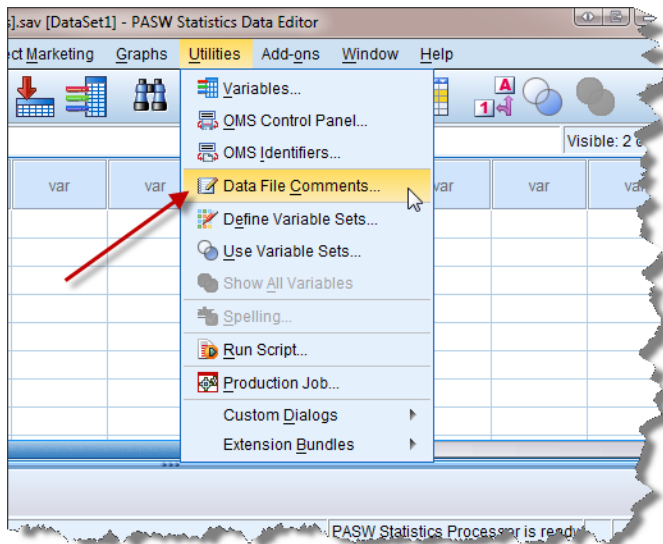 s].sav [DataSet1] - PASW Statistics Data Editor
ct Marketing Graphs Utilities Add-ons Window Help
Variables...
OMS Control Panel...
OMS Identifiers...
Data File Comments...
Define Variable Sets...
Use Variable Sets...
Show All Variables
Spelling...
Run Script...
Production Job...
Custom Dialogs
Extension Bundles
A
1
Visible: 2
var var var var
PASW Statistics Processor is ready